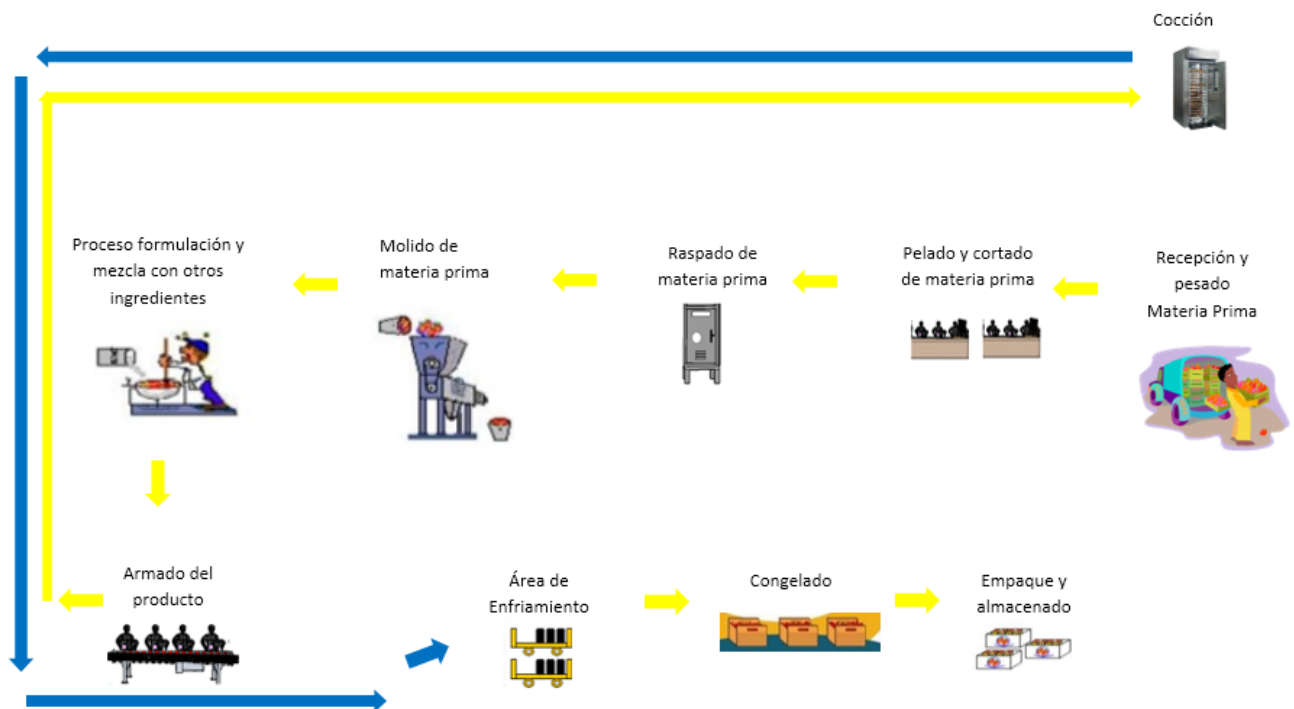 Cocción
Proceso formulación y
mezcla con otros
ingredientes
Molido de
materia prima
Raspado de
materia prima
Pelado y cortado
de materia prima
Recepción y
pesado
Materia Prima
Armado del
producto
Área de
Enfriamiento
Congelado
Empaque y
almacenado